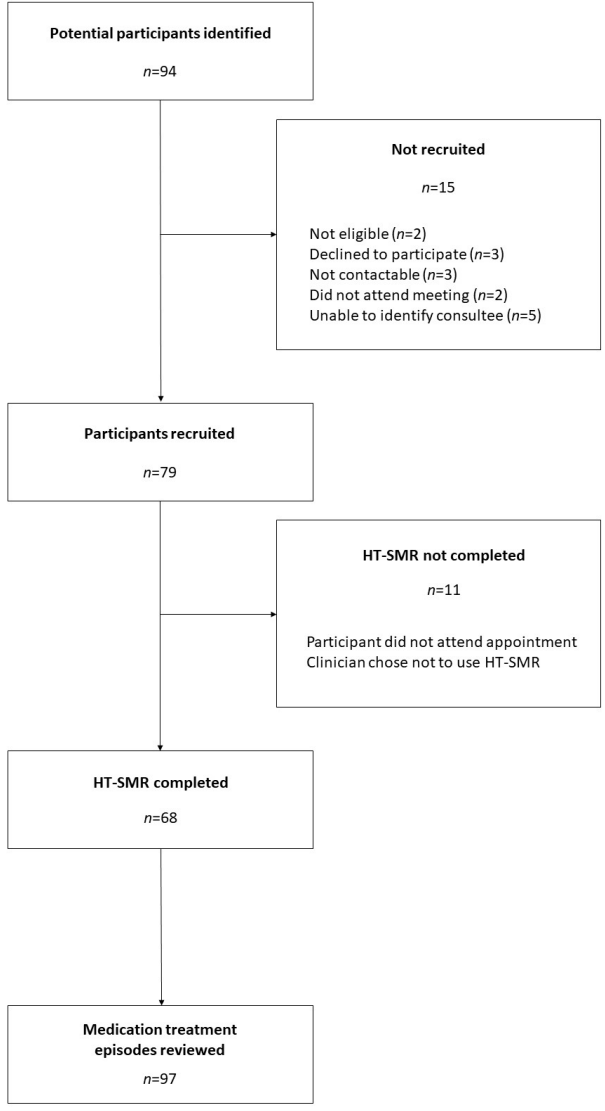 Potential participants identified
n=94
Not recruited
n=15
Not eligible (n=2)
Declined to participate (n=3)
Not contactable (n=3)
Did not attend meeting (n=2)
Unable to identify consultee (n=5)
Participants recruited
n=79
HT-SMR not completed
n=11
Participant did not attend appointment
Clinician chose not to use HT-SMR
HT-SMR completed
n=68
Medication treatment
episodes reviewed
n=97